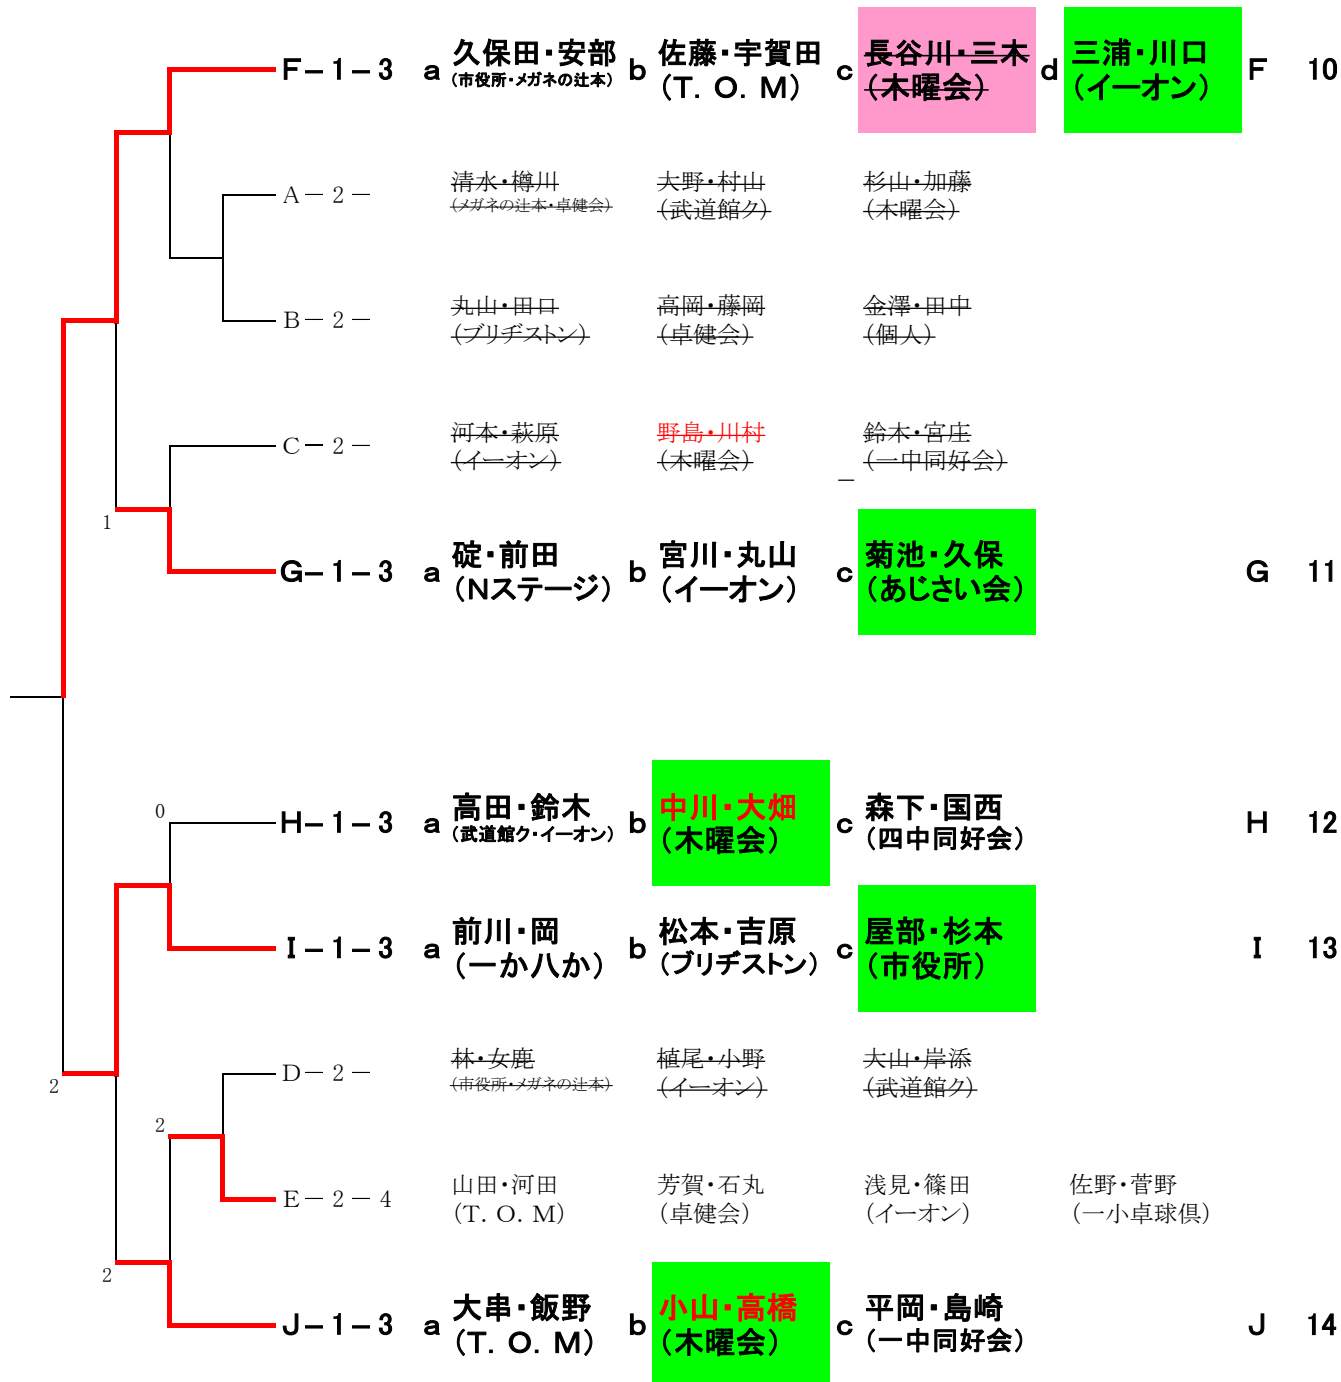 F－1－3 a 久保田・安部 b 佐藤・宇賀田 c 長谷川・三木 d 三浦・川口 F 10
(市役所・メガネの辻本) (T．O．M) (木曜会) (イーオン)
A－2－ 清水・樽川 大野・村山 杉山・加藤
(メガネの辻本・卓健会) (武道館ク) (木曜会)
B－2－ 丸山・田口 高岡・藤岡 金澤・田中
(ブリヂストン) (卓健会) (個人)
C－2－ 河本・萩原 野島・川村 鈴木・宮庄
(イーオン) (木曜会) (一中同好会)
－
1
G－1－3 a 碇・前田 b 宮川・丸山 c 菊池・久保 G 11
(Nステージ) (イーオン) (あじさい会)
0
H－1－3 a 高田・鈴木 b 中川・大畑 c 森下・国西 H 12
(武道館ク・イーオン) (木曜会) (四中同好会)
I－1－3 a 前川・岡 b 松本・吉原 c 屋部・杉本 I 13
(一か八か) (ブリヂストン) (市役所)
D－2－ 林・女鹿 植尾・小野 大山・岸添
(市役所・メガネの辻本) (イーオン) (武道館ク)
2
2
E－2－4 山田・河田 芳賀・石丸 浅見・篠田 佐野・菅野
(T．O．M) (卓健会) (イーオン) (一小卓球倶)
2
J－1－3 a 大串・飯野 b 小山・高橋 c 平岡・島崎 J 14
(T．O．M) (木曜会) (一中同好会)